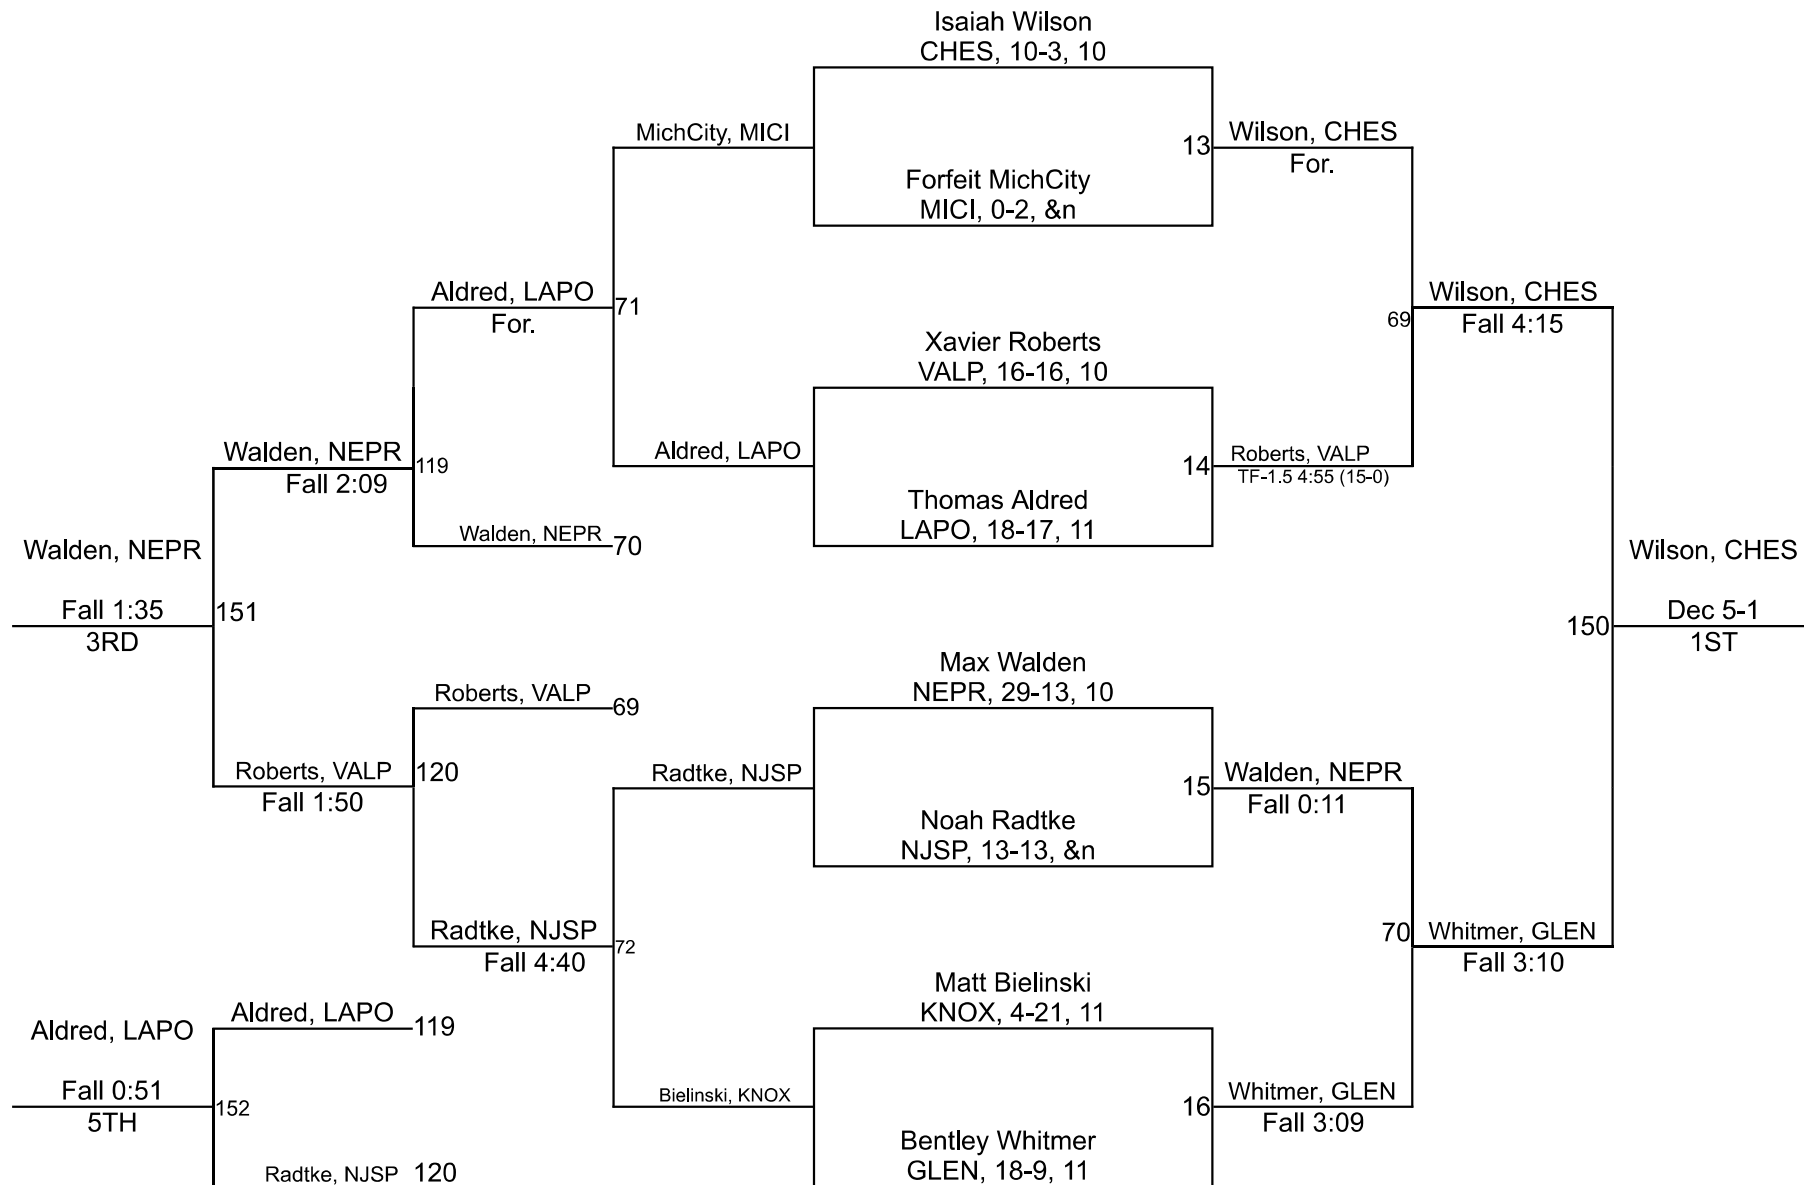 Isaiah Wilson
CHES, 10-3, 10
MichCity, MICI
13
Wilson, CHES
For.
Forfeit MichCity
MICI, 0-2, &n
Aldred, LAPO
For.
71
Wilson, CHES
Fall 4:15
69
Xavier Roberts
VALP, 16-16, 10
Walden, NEPR
Fall 2:09
119
Aldred, LAPO
14
Roberts, VALP
TF-1.5 4:55 (15-0)
Thomas Aldred
LAPO, 18-17, 11
Walden, NEPR
70
Walden, NEPR
Fall 1:35
3RD
151
Wilson, CHES
Dec 5-1
1ST
150
Max Walden
NEPR, 29-13, 10
Roberts, VALP
69
Roberts, VALP
Fall 1:50
120
Radtke, NJSP
15
Walden, NEPR
Fall 0:11
Noah Radtke
NJSP, 13-13, &n
Radtke, NJSP
Fall 4:40
72
70
Whitmer, GLEN
Fall 3:10
Matt Bielinski
KNOX, 4-21, 11
Aldred, LAPO
119
Aldred, LAPO
Fall 0:51
5TH
152
Bielinski, KNOX
16
Whitmer, GLEN
Fall 3:09
Bentley Whitmer
GLEN, 18-9, 11
Radtke, NJSP
120